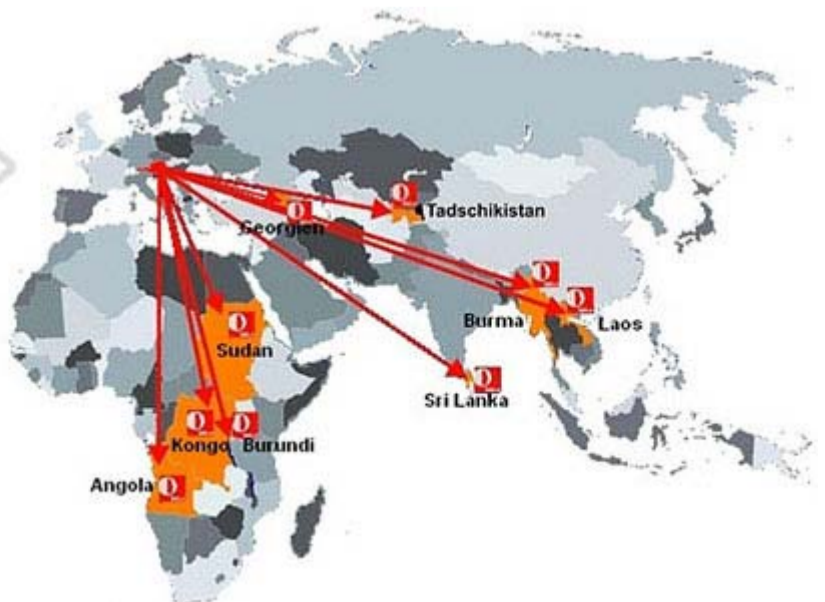 Tadschikistan
Georgien
Burma
Laos
Sudan
Sri Lanka
Kongo
Burundi
Angola